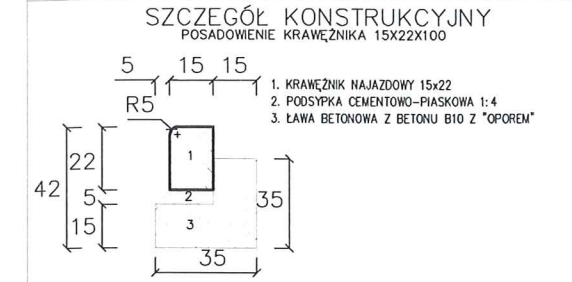 SZCZEGÓŁ KONSTRUKCYJNY
POSADOWIENIE KRAWĘŻNIKA 15X22X100
5 15 15
1. KRAWĘŻNIK NAJAZDOWY 15x22
2. PODSYPKA CEMENTOWO-PIASKOWA 1:4
3. ŁAWA BETONOWA Z BETONU B10 Z "OPOREM"
R5
1
22
42
5
2
35
15
3
35